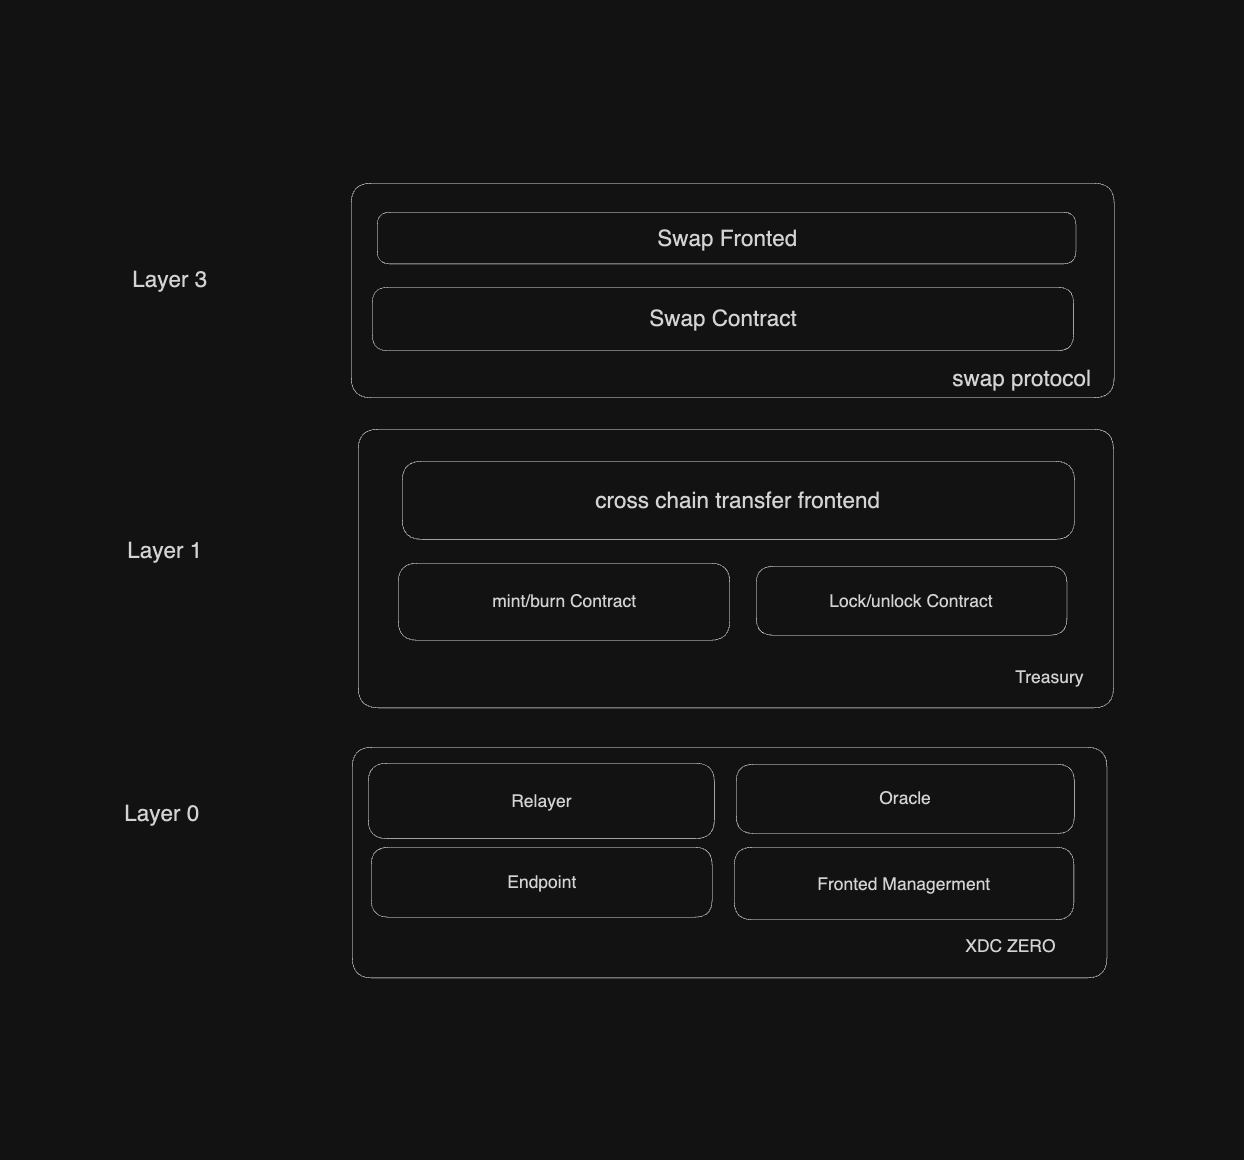 Layer 3
Swap Fronted
Swap Contract
swap protocol
Layer 1
cross chain transfer frontend
mint/burn Contract
Lock/unlock Contract
Treasury
Layer 0
Relayer
Oracle
Endpoint
Fronted Managerment
XDC ZERO